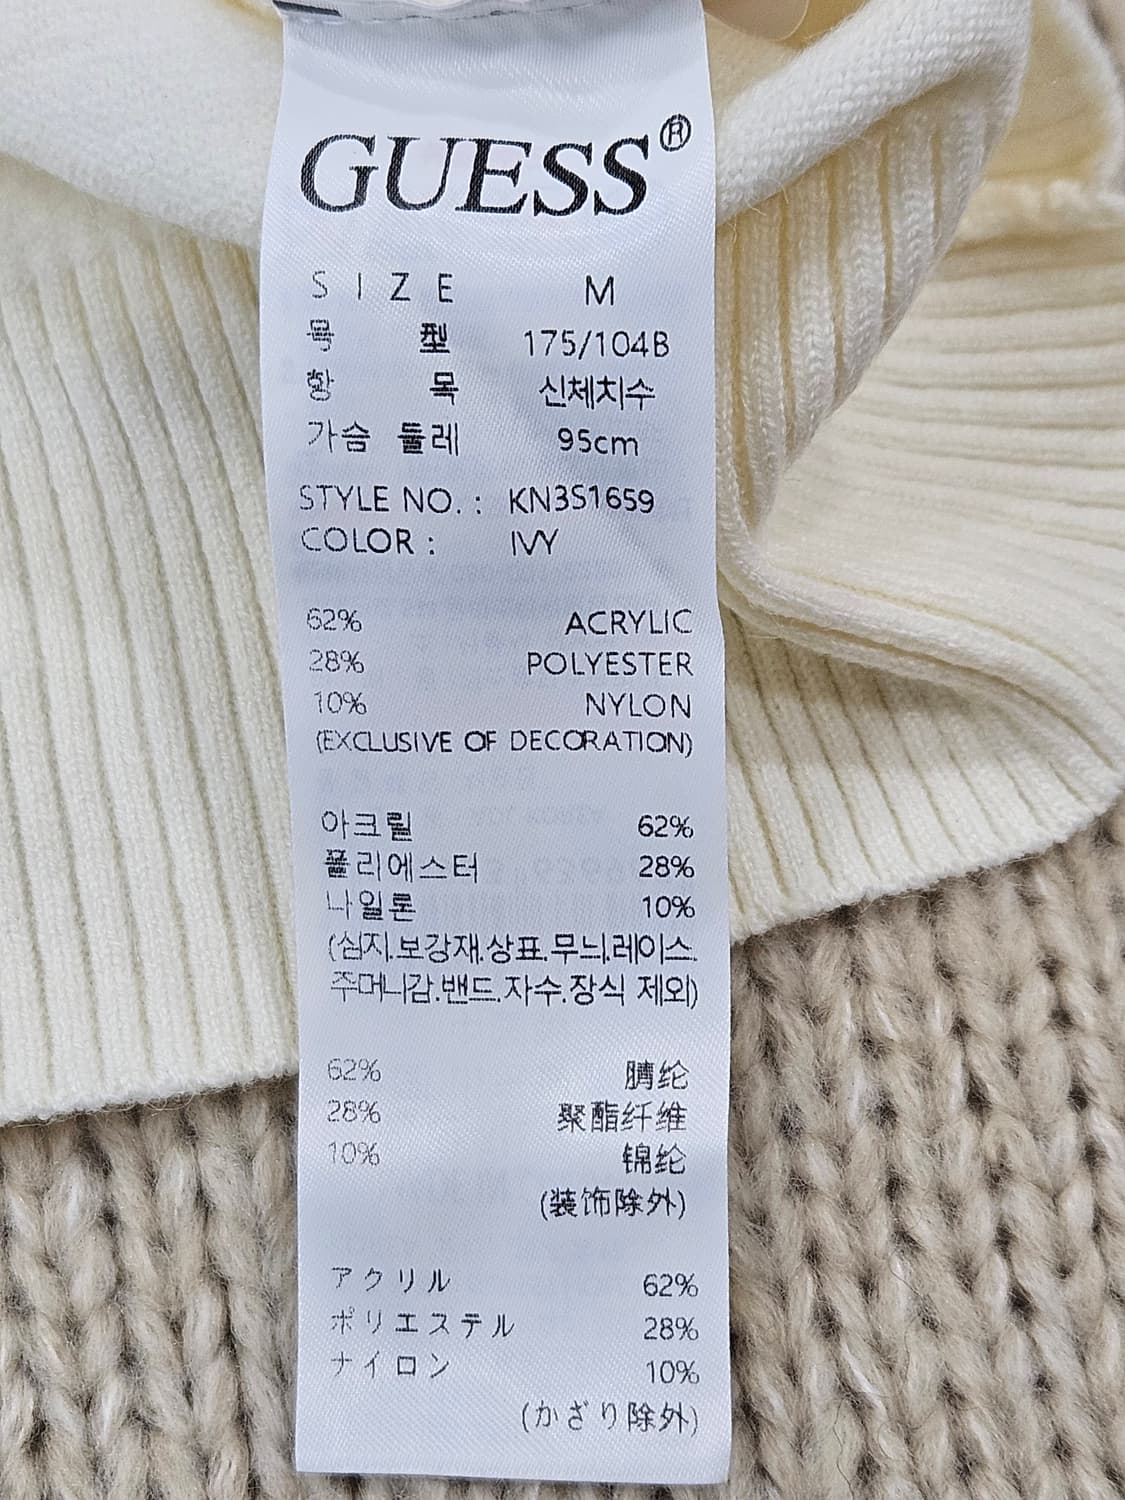 GUESS®
SIZE M
号 型 175/104B
항 목 신체치수
가슴 둘레 95cm
STYLE NO. : KN3S1659
COLOR : IVY
62% ACRYLIC
28% POLYESTER
10% NYLON
(EXCLUSIVE OF DECORATION)
아크릴 62%
폴리에스터 28%
나일론 10%
(심지.보강재.상표.무늬.레이스.
주머니감.밴드.자수.장식 제외)
62% 腈纶
28% 聚酯纤维
10% 锦纶
(装饰除外)
アクリル 62%
ポリエステル 28%
ナイロン 10%
(かざり除外)